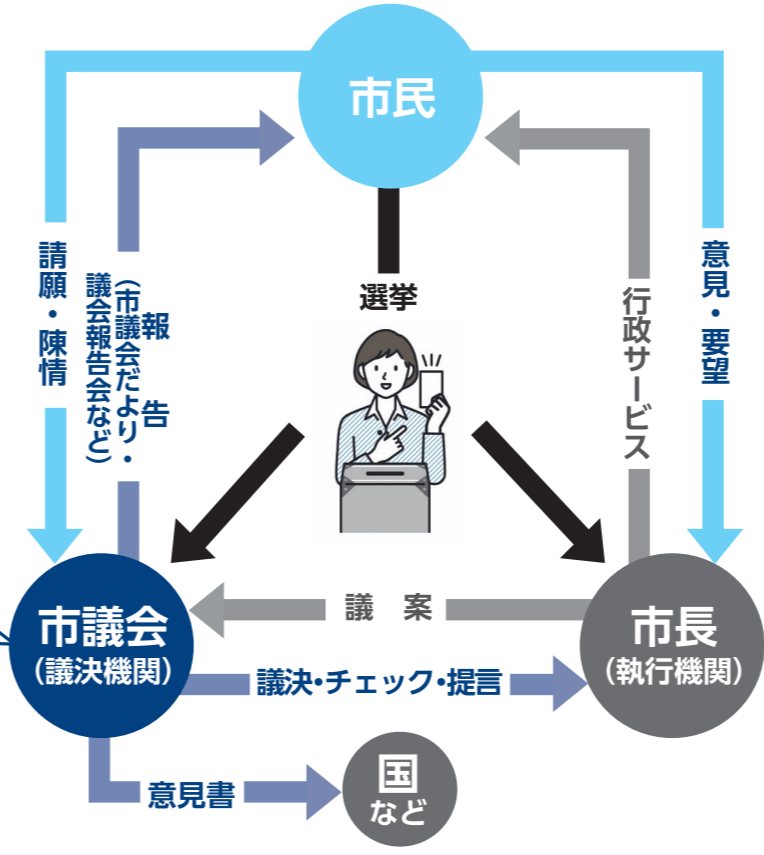 市民
選挙
請願・陳情
報告
（市議会だより・
議会報告会など）
行政サービス
意見・要望
議案
市議会
（議決機関）
市長
（執行機関）
議決・チェック・提言
意見書
国
など